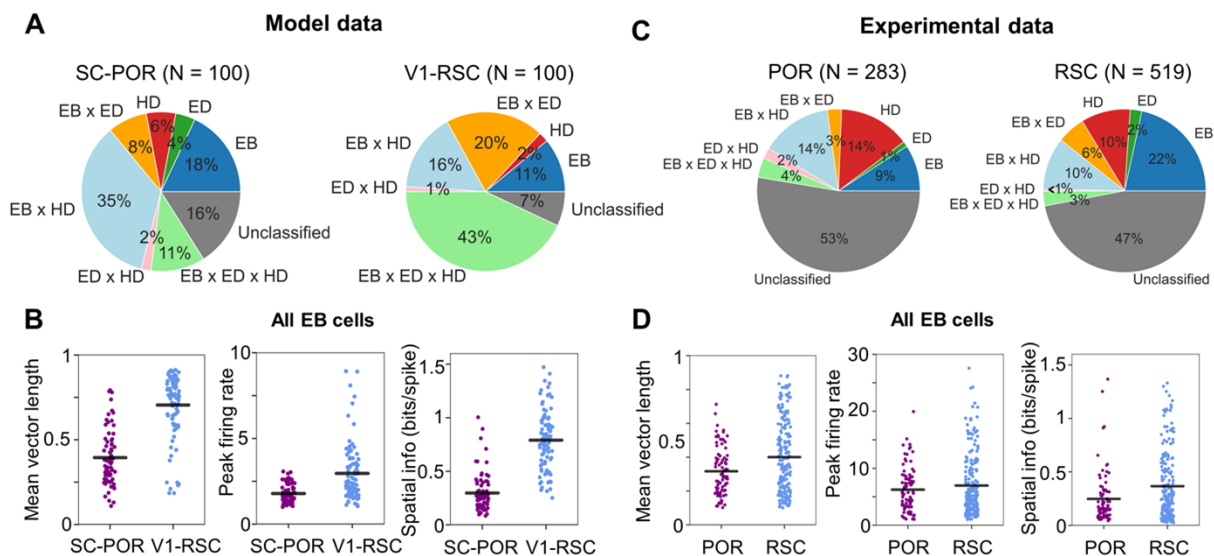 A
Model data
SC-POR (N = 100)
EB x ED
HD
ED
6%
4%
8%
EB
18%
EB x HD
35%
16%
Unclassified
2%
11%
ED x HD
EB x ED x HD
V1-RSC (N = 100)
EB x ED
20%
HD
EB x HD
2%
EB
16%
11%
ED x HD
1%
7%
Unclassified
43%
EB x ED x HD
C
Experimental data
POR (N = 283)
EB x ED
HD
EB x HD
3%
14%
14%
ED
1%
ED x HD
2%
EB
9%
EB x ED x HD
4%
53%
Unclassified
RSC (N = 519)
HD
ED
EB x ED
10%
2%
EB
6%
22%
EB x HD
10%
ED x HD
<1%
EB x ED x HD
3%
47%
Unclassified
B
All EB cells
Mean vector length
1
0.5
0
SC-POR V1-RSC
Peak firing rate
10
5
0
SC-POR V1-RSC
Spatial info (bits/spike)
1.5
1
0.5
0
SC-POR V1-RSC
D
All EB cells
Mean vector length
1
0.5
0
POR RSC
Peak firing rate
30
20
10
0
POR RSC
Spatial info (bits/spike)
1.5
1
0.5
0
POR RSC